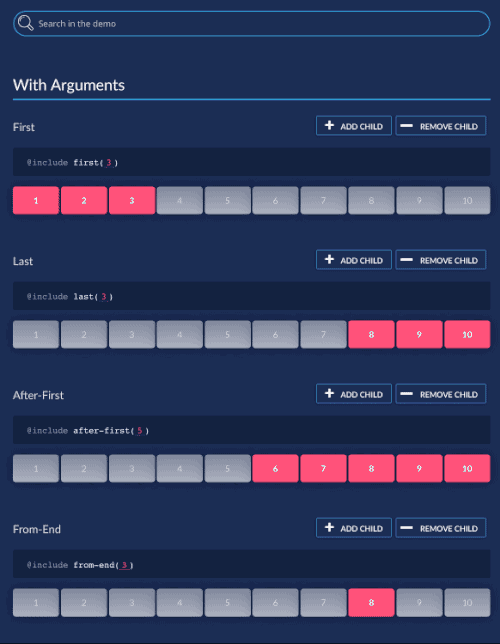 Search in the demo
With Arguments
First
ADD CHILD
REMOVE CHILD
@include first( 3 )
1 2 3 4 5 6 7 8 9 10
Last
ADD CHILD
REMOVE CHILD
@include last( 3 )
1 2 3 4 5 6 7 8 9 10
After-First
ADD CHILD
REMOVE CHILD
@include after-first( 5 )
1 2 3 4 5 6 7 8 9 10
From-End
ADD CHILD
REMOVE CHILD
@include from-end( 3 )
1 2 3 4 5 6 7 8 9 10